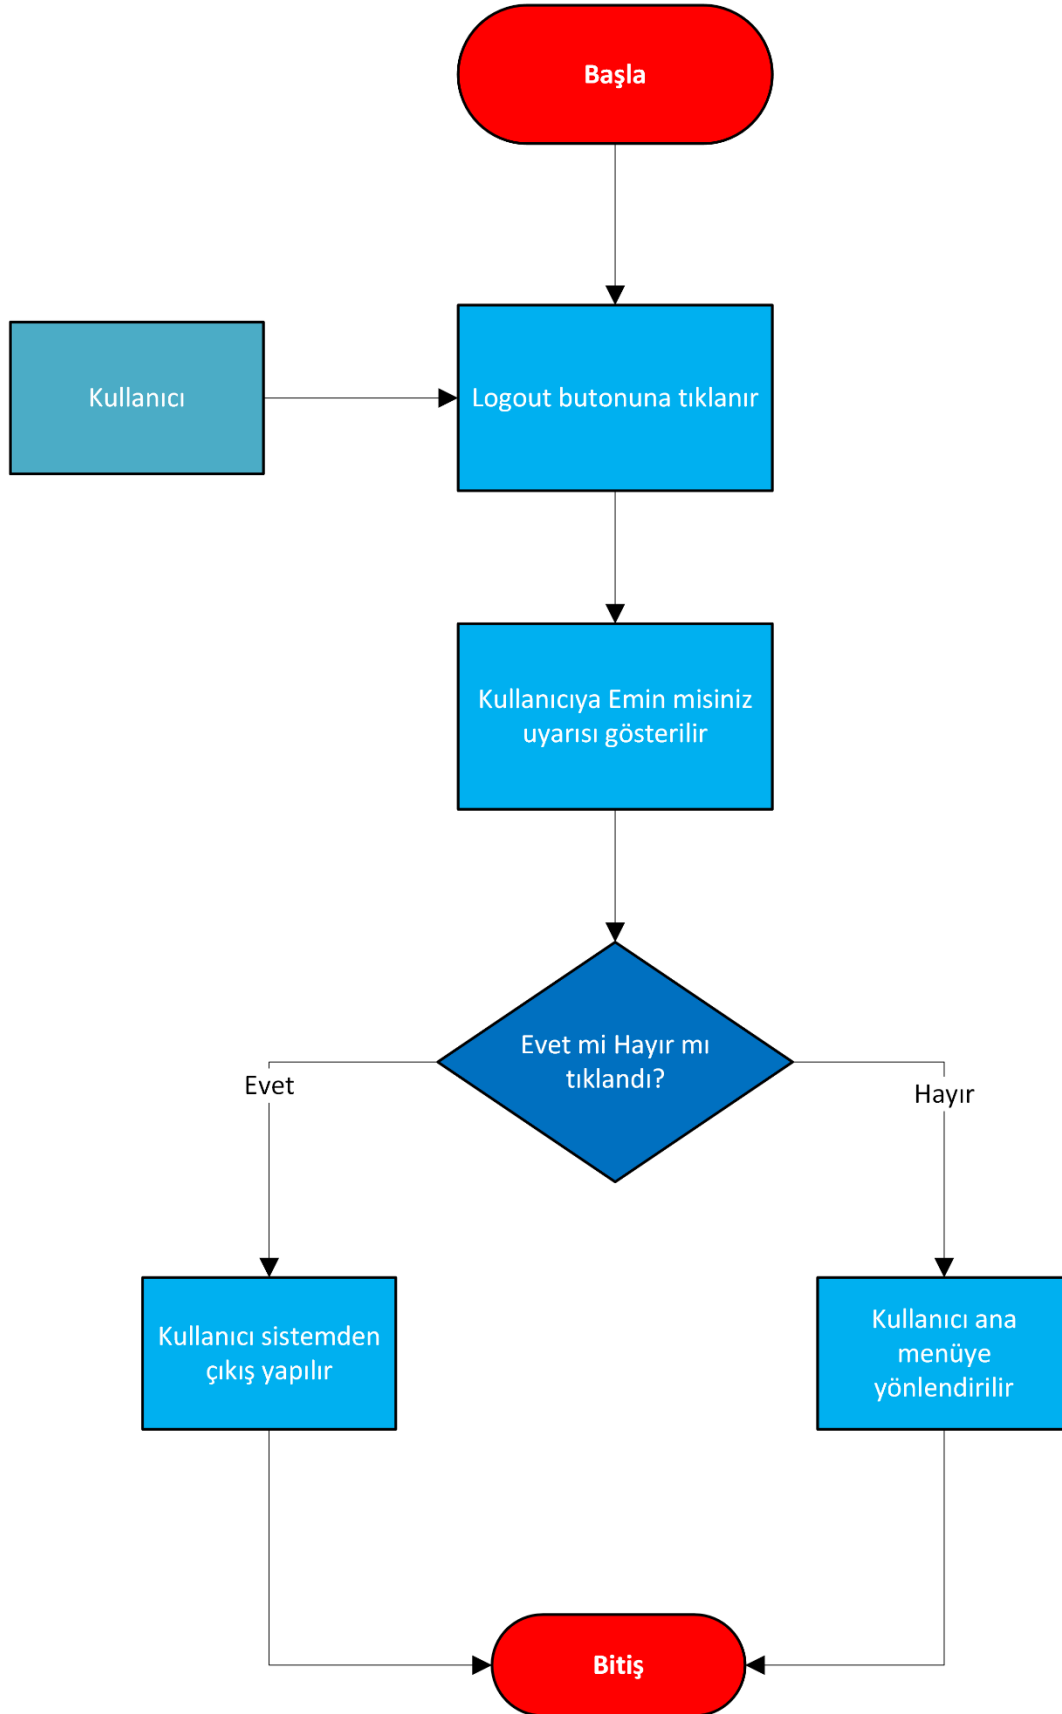 Başla
Kullanıcı
Logout butonuna tıklanır
Kullanıcıya Emin misiniz
uyarısı gösterilir
Evet mi Hayır mı
tıklandı?
Evet
Hayır
Kullanıcı sistemden
çıkış yapılır
Kullanıcı ana
menüye
yönlendirilir
Bitiş